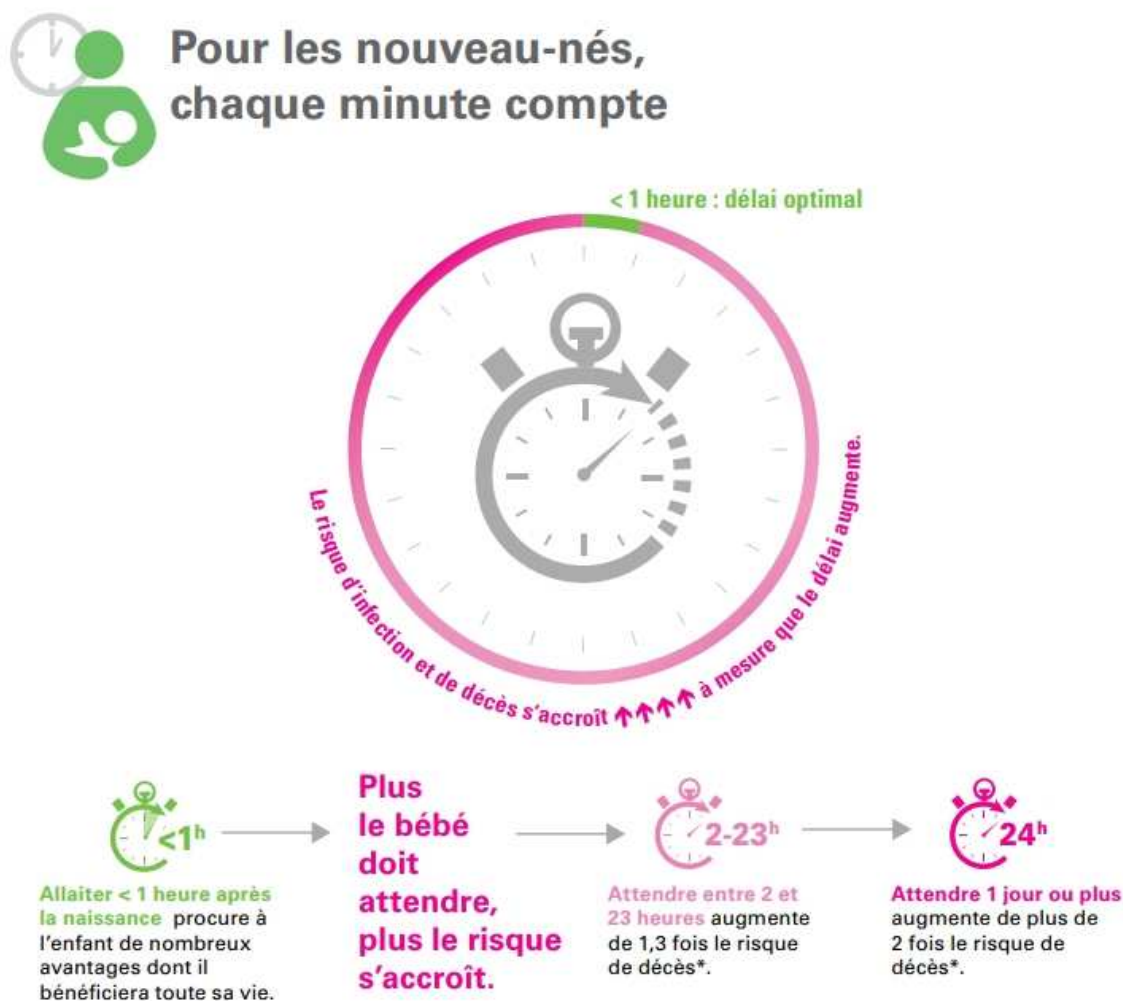 Pour les nouveau-nés,
chaque minute compte
< 1 heure : délai optimal
Le risque d'infection et de décès s'accroît ↑↑↑↑ à mesure que le délai augmente.
<1h
Allaiter < 1 heure après
la naissance procure à
l'enfant de nombreux
avantages dont il
bénéficiera toute sa vie.
Plus
le bébé
doit
attendre,
plus le risque
s'accroît.
2-23h
Attendre entre 2 et
23 heures augmente
de 1,3 fois le risque
de décès*.
24h
Attendre 1 jour ou plus
augmente de plus de
2 fois le risque de
décès*.